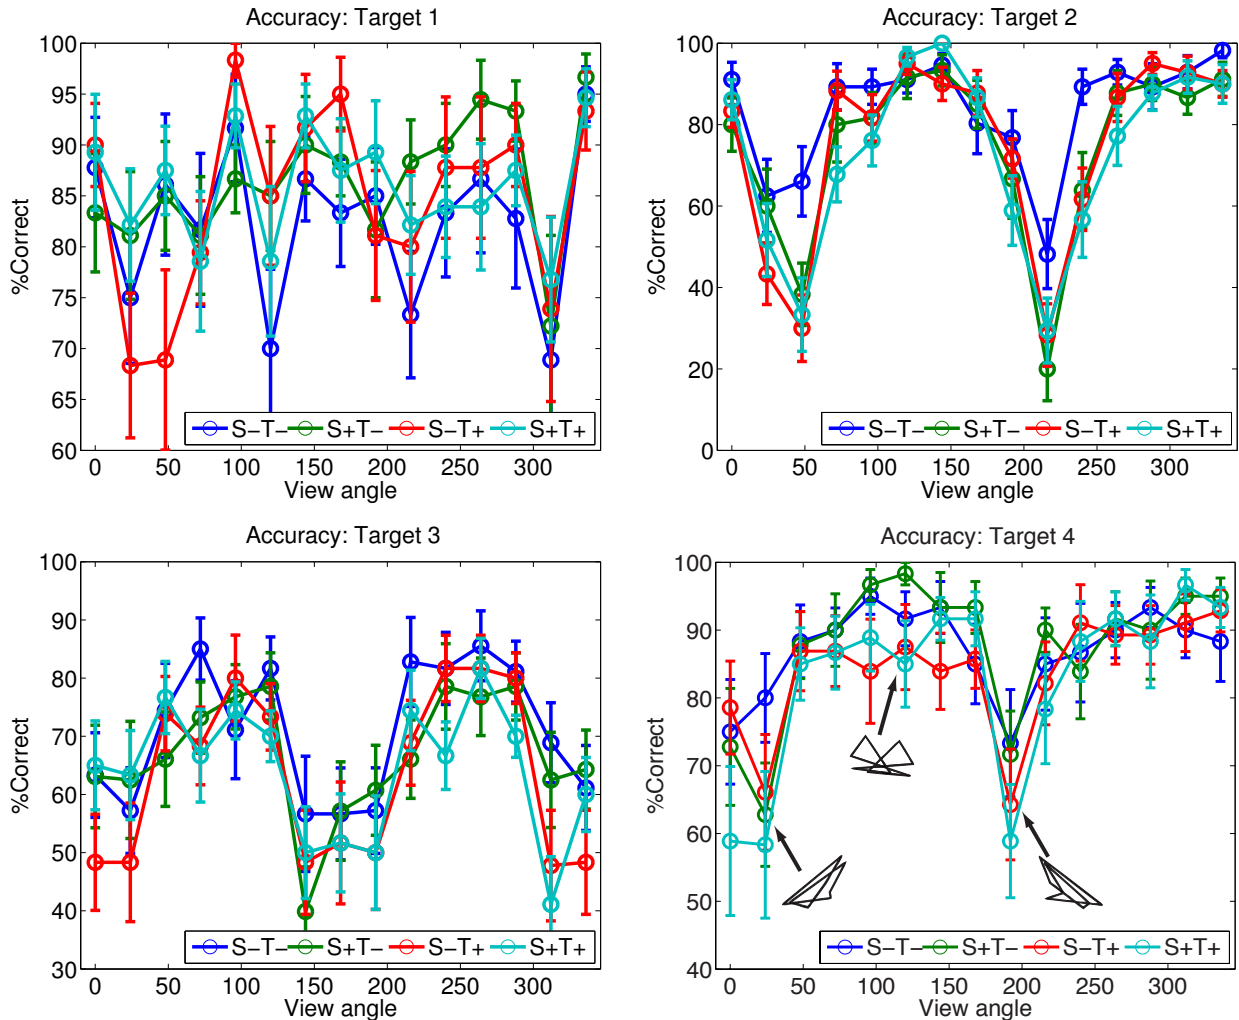 Accuracy: Target 1
100
95
90
85
80
75
70
65
60
%Correct
S−T− S+T− S−T+ S+T+
0 50 100 150 200 250 300
View angle
Accuracy: Target 2
100
80
60
40
20
0
%Correct
S−T− S+T− S−T+ S+T+
0 50 100 150 200 250 300
View angle
Accuracy: Target 3
100
90
80
70
60
50
40
30
%Correct
S−T− S+T− S−T+ S+T+
0 50 100 150 200 250 300
View angle
Accuracy: Target 4
100
90
80
70
60
50
40
%Correct
S−T− S+T− S−T+ S+T+
0 50 100 150 200 250 300
View angle